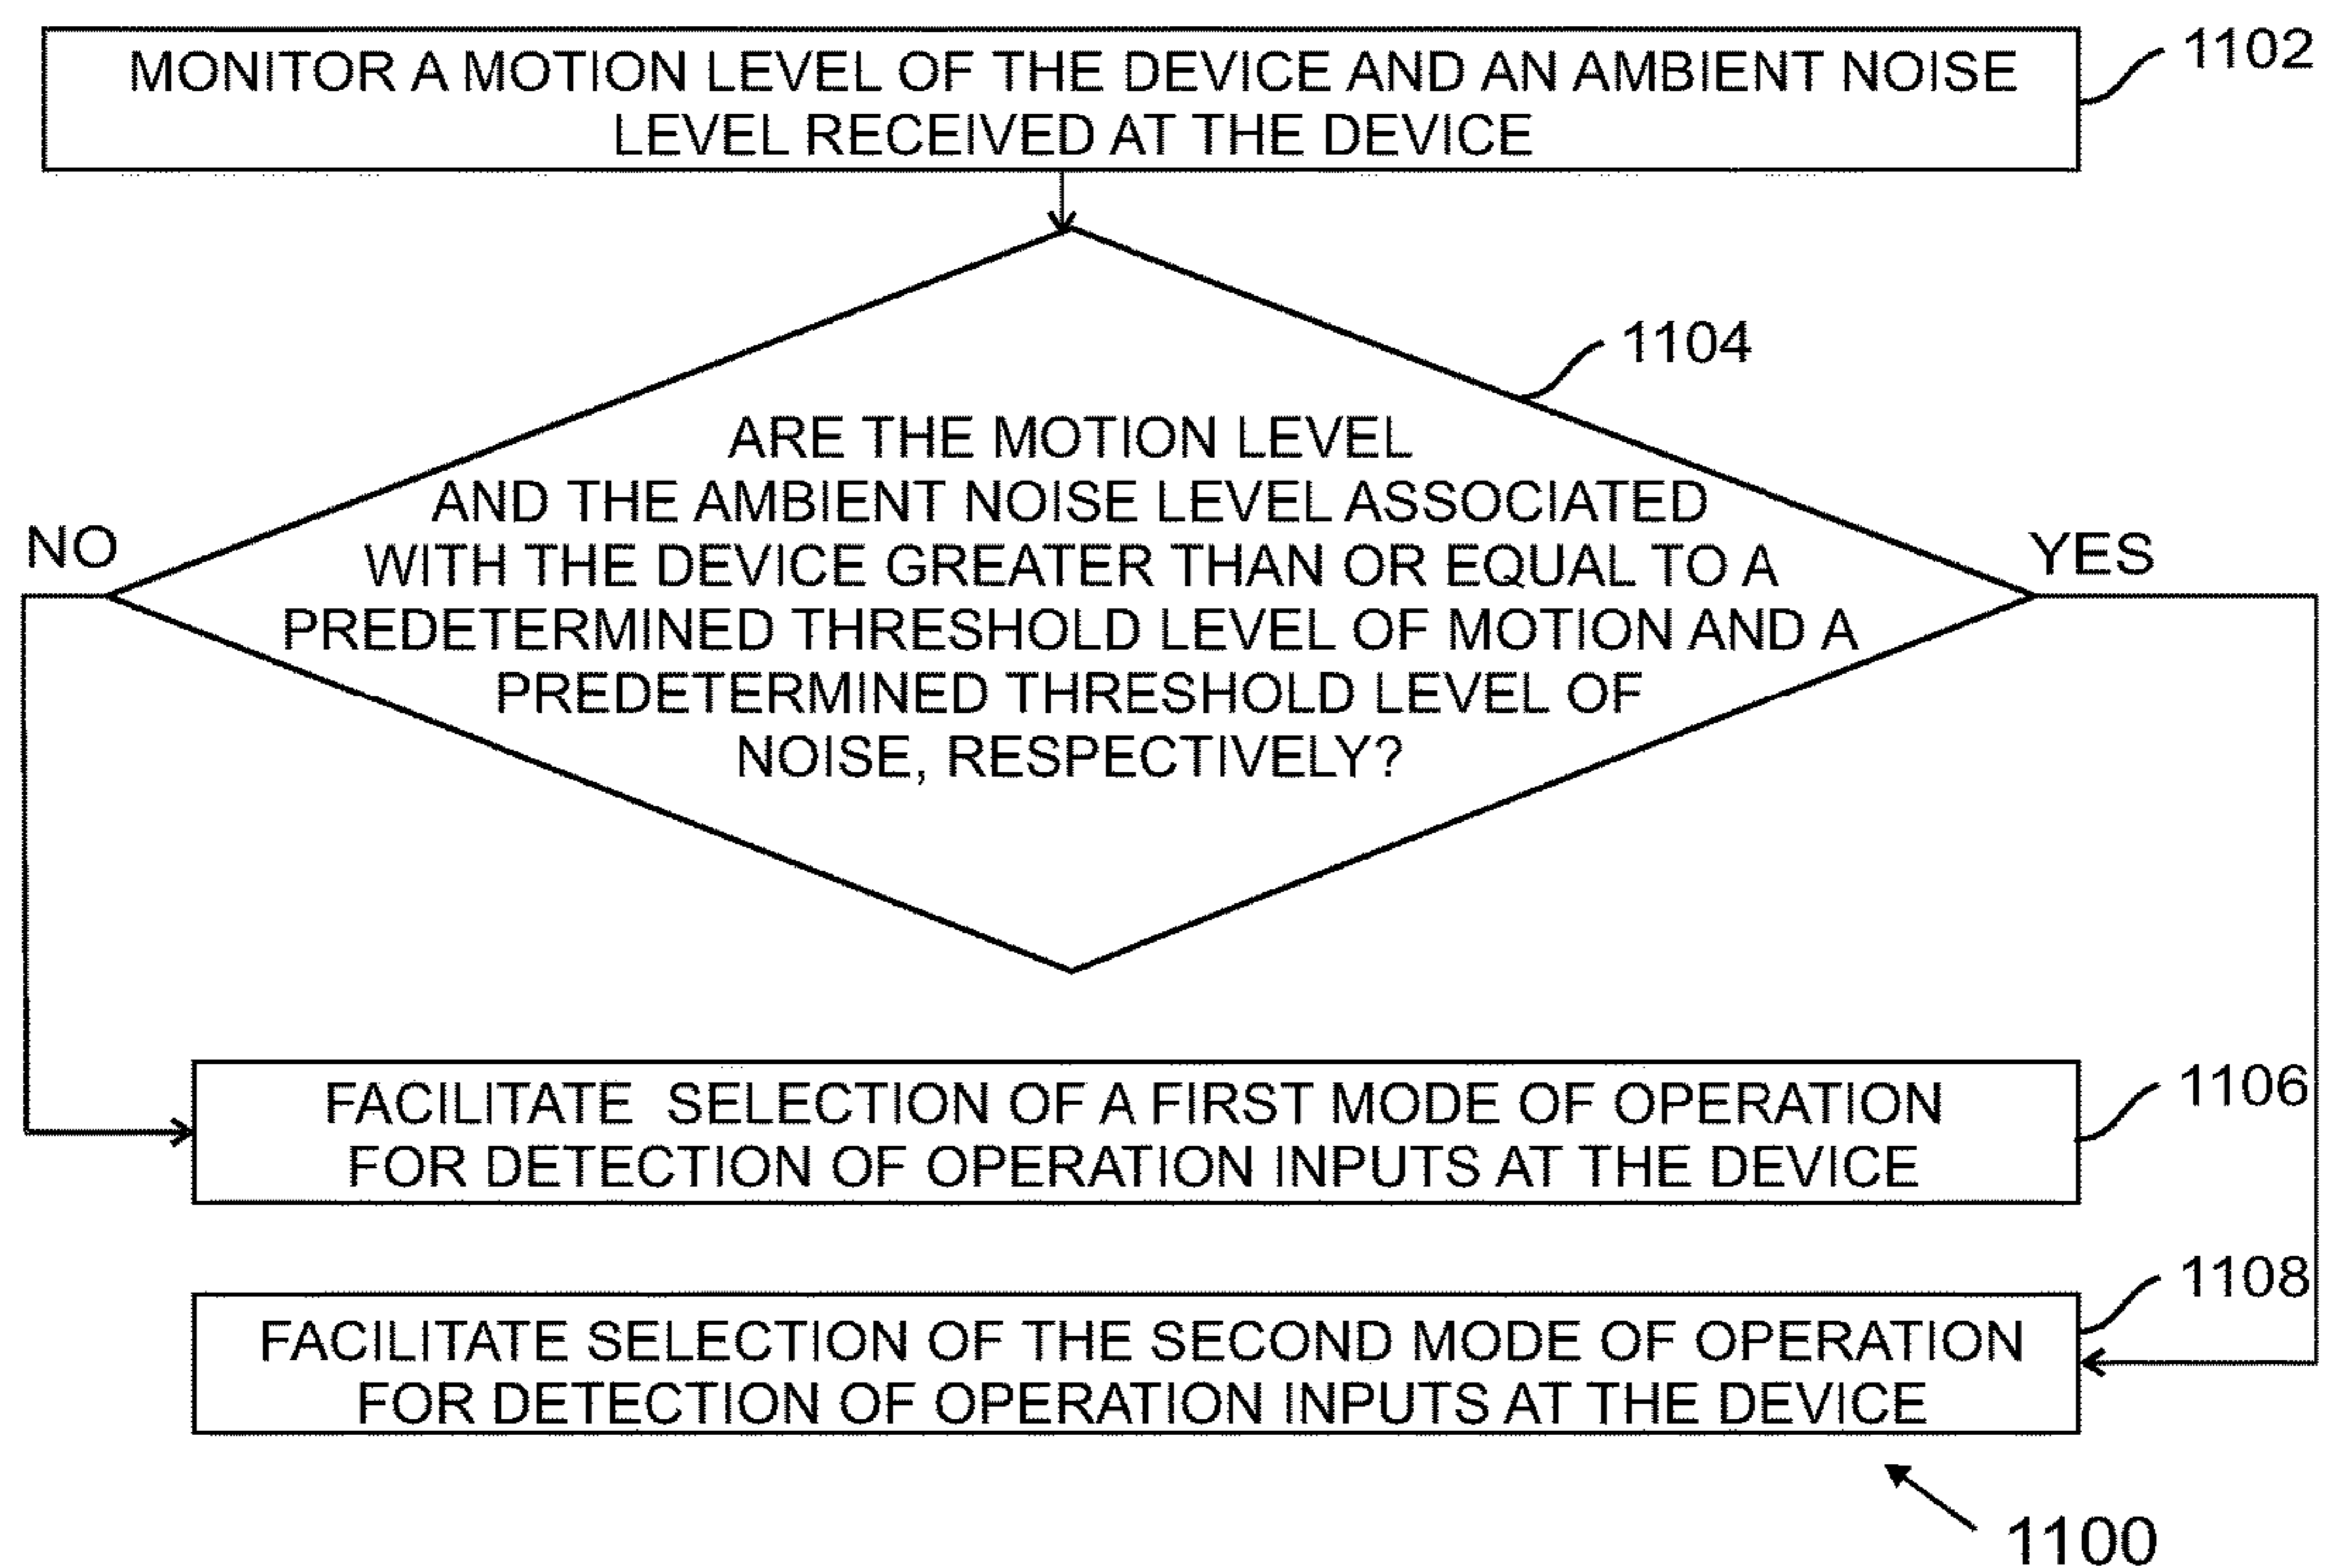 MONITOR A MOTION LEVEL OF THE DEVICE AND AN AMBIENT NOISE
LEVEL RECEIVED AT THE DEVICE
1102
1104
ARE THE MOTION LEVEL
AND THE AMBIENT NOISE LEVEL ASSOCIATED
WITH THE DEVICE GREATER THAN OR EQUAL TO A
PREDETERMINED THRESHOLD LEVEL OF MOTION AND A
PREDETERMINED THRESHOLD LEVEL OF
NOISE, RESPECTIVELY?
NO
YES
FACILITATE SELECTION OF A FIRST MODE OF OPERATION
FOR DETECTION OF OPERATION INPUTS AT THE DEVICE
1106
FACILITATE SELECTION OF THE SECOND MODE OF OPERATION
FOR DETECTION OF OPERATION INPUTS AT THE DEVICE
1108
1100